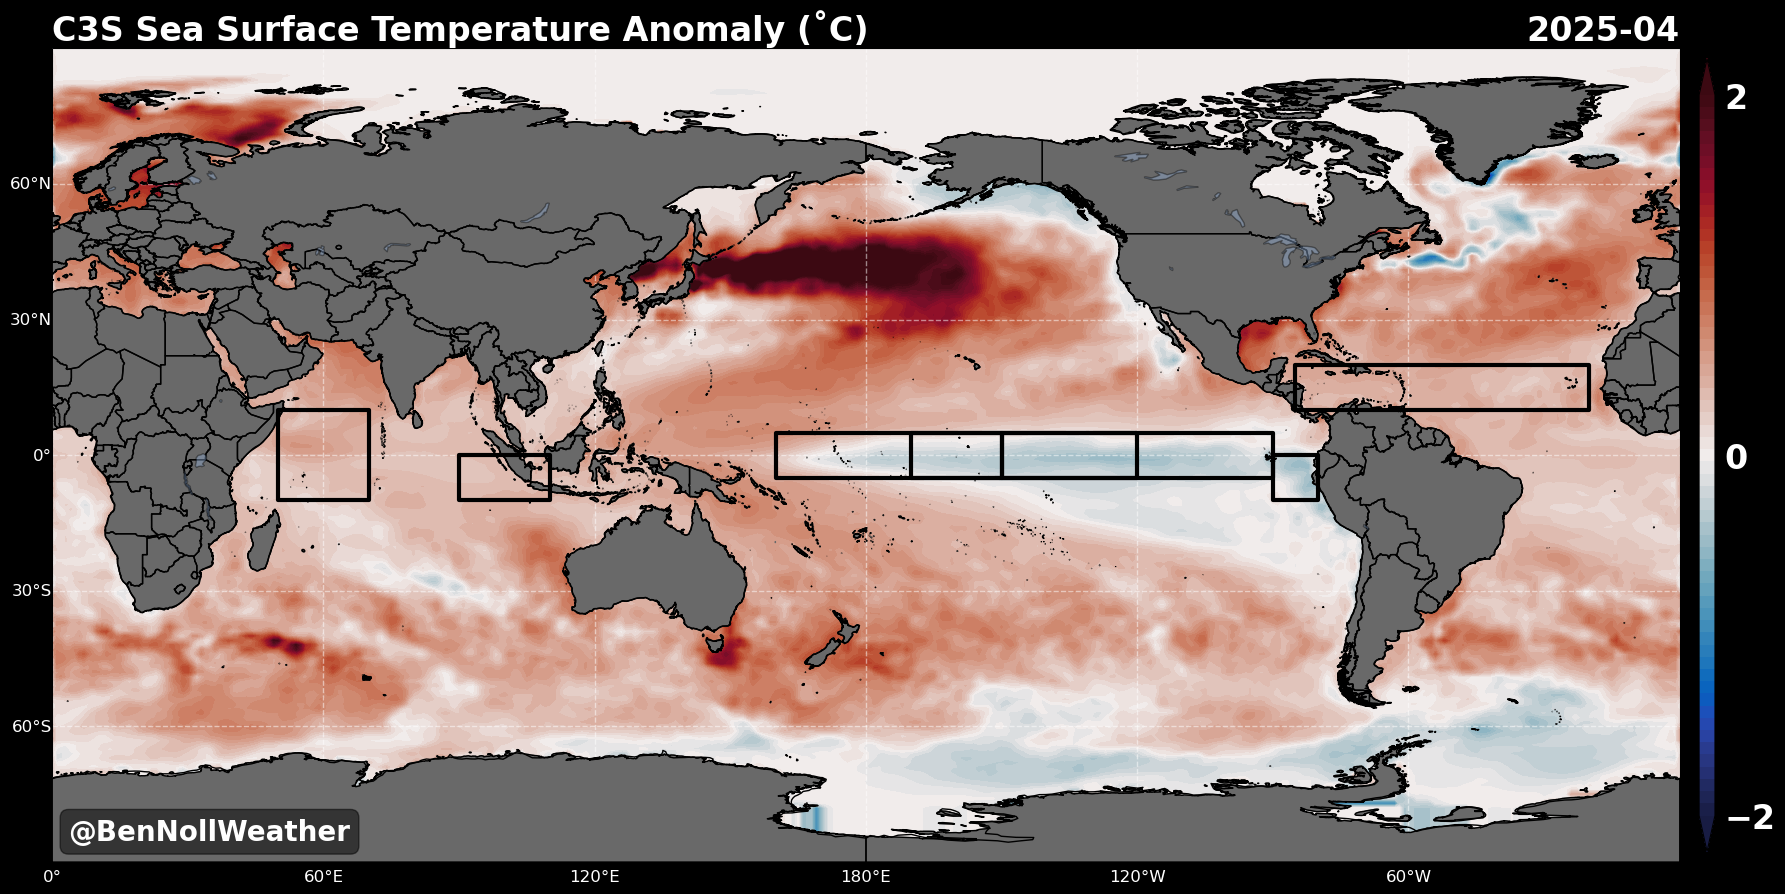 C3S Sea Surface Temperature Anomaly (˚C)
2025-04
2
0
−2
60°N
30°N
0°
30°S
60°S
@BenNollWeather
0°
60°E
120°E
180°E
120°W
60°W